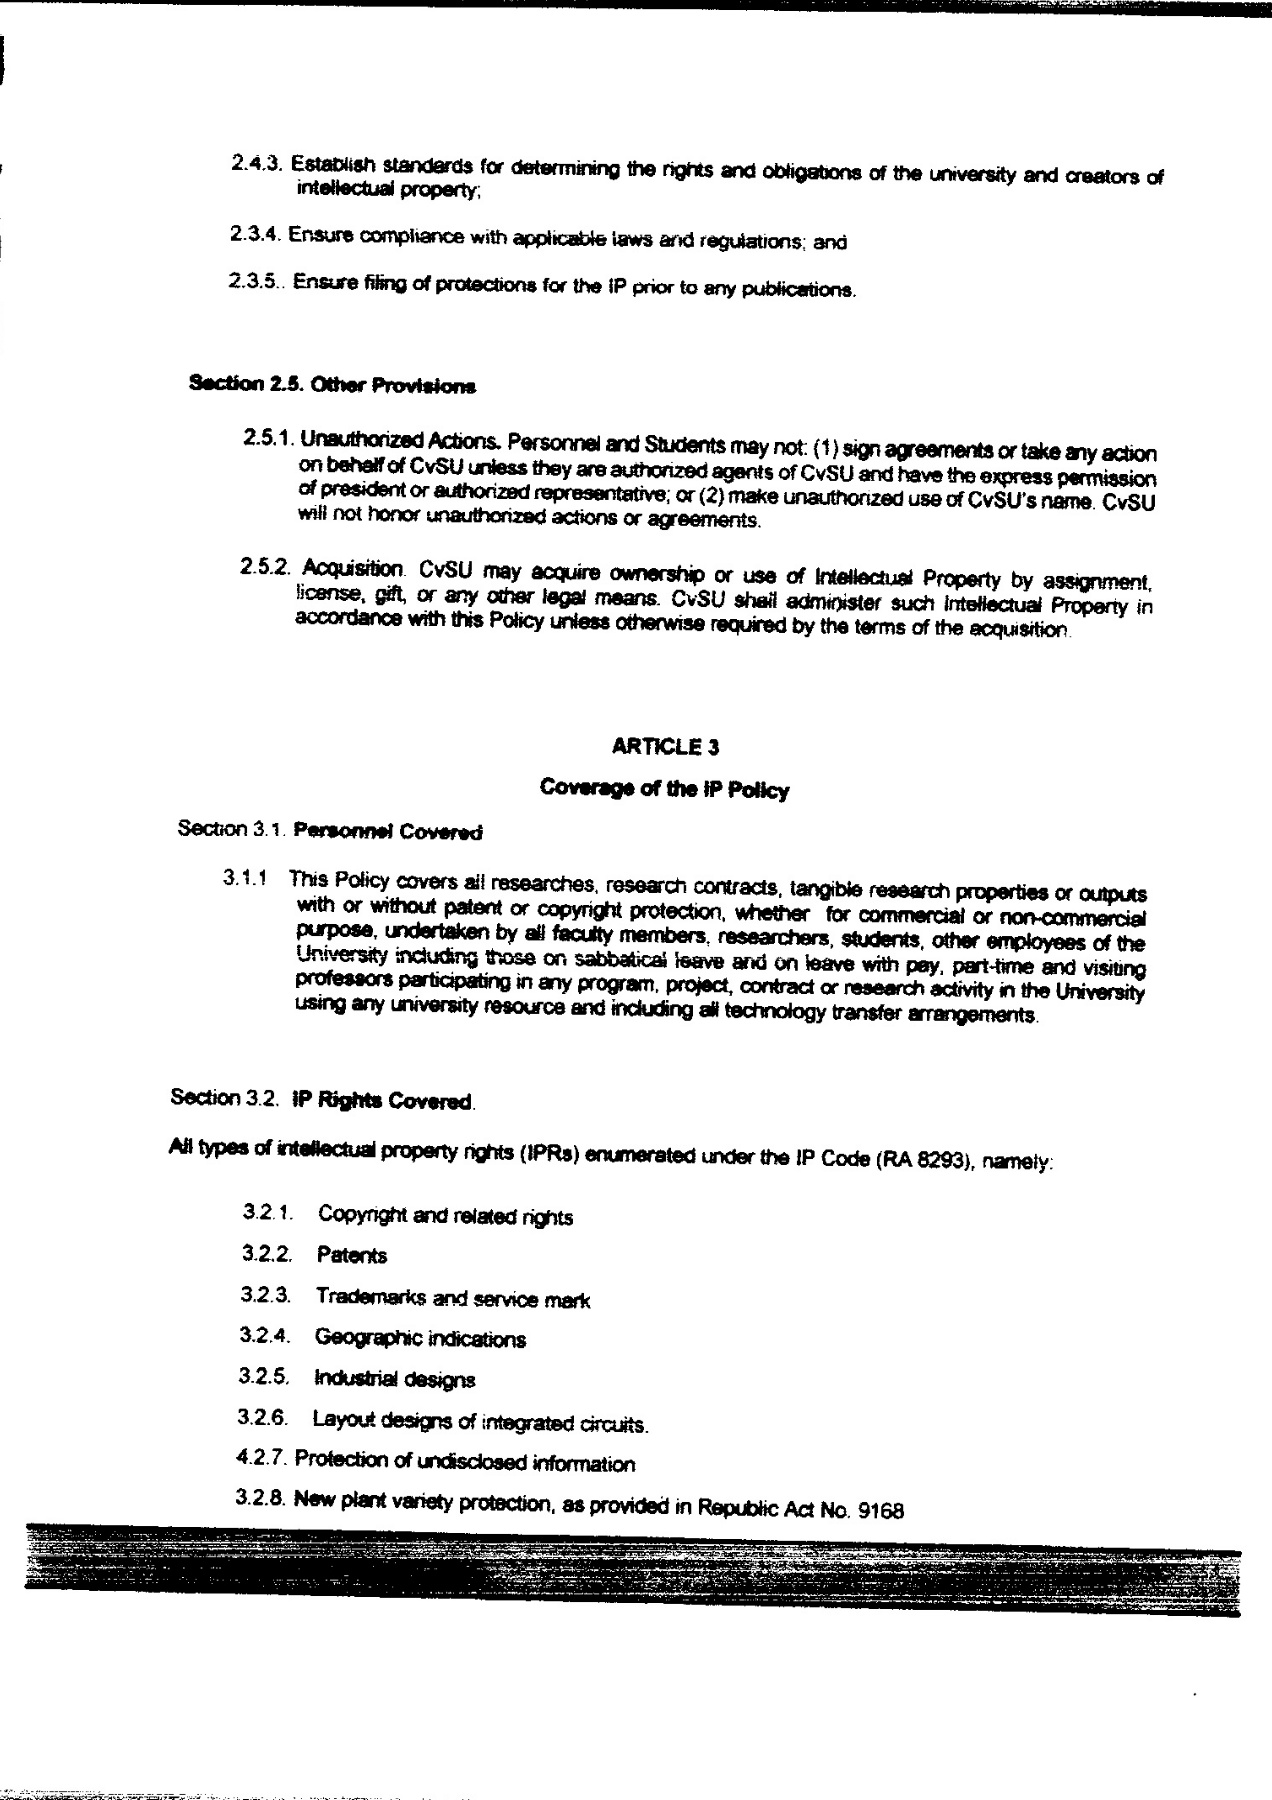 2.4.3. Establish standards for determining the rights and obligations of the university and creators of
intellectual property;
2.3.4. Ensure compliance with applicable laws and regulations; and
2.3.5.. Ensure filing of protections for the IP prior to any publications.
Section 2.5. Other Provisions
2.5.1. Unauthorized Actions. Personnel and Students may not: (1) sign agreements or take any action
on behalf of CvSU unless they are authorized agents of CvSU and have the express permission
of president or authorized representative; or (2) make unauthorized use of CvSU's name. CvSU
will not honor unauthorized actions or agreements.
2.5.2. Acquisition. CvSU may acquire ownership or use of Intellectual Property by assignment,
license, gift, or any other legal means. CvSU shall administer such Intellectual Property in
accordance with this Policy unless otherwise required by the terms of the acquisition.
ARTICLE 3
Coverage of the IP Policy
Section 3.1. Personnel Covered
3.1.1 This Policy covers all researches, research contracts, tangible research properties or outputs
with or without patent or copyright protection, whether for commercial or non-commercial
purpose, undertaken by all faculty members, researchers, students, other employees of the
University including those on sabbatical leave and on leave with pay, part-time and visiting
professors participating in any program, project, contract or research activity in the University
using any university resource and including all technology transfer arrangements.
Section 3.2. IP Rights Covered.
All types of intellectual property rights (IPRs) enumerated under the IP Code (RA 8293), namely:
3.2.1. Copyright and related rights
3.2.2. Patents
3.2.3. Trademarks and service mark
3.2.4. Geographic indications
3.2.5. Industrial designs
3.2.6. Layout designs of integrated circuits.
4.2.7. Protection of undisclosed information
3.2.8. New plant variety protection, as provided in Republic Act No. 9168